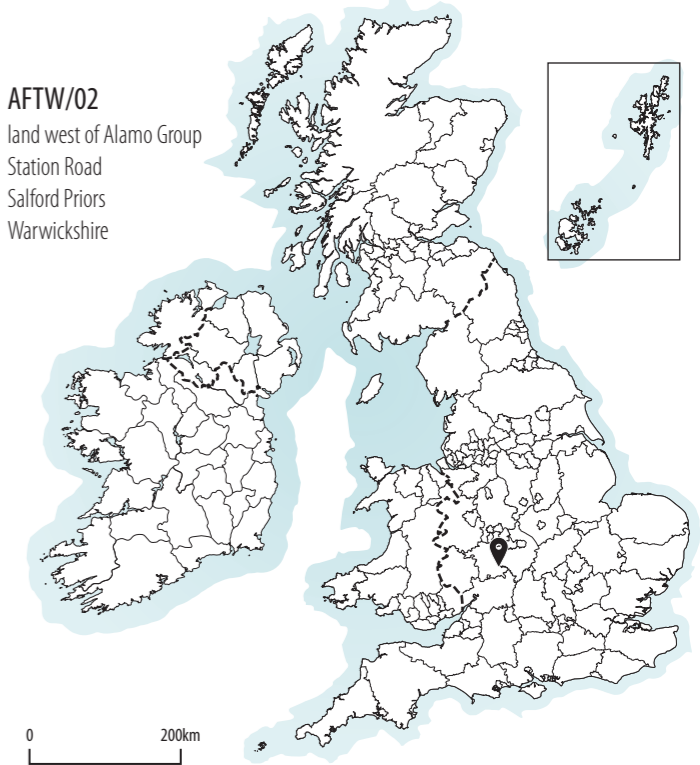 AFTW/02
land west of Alamo Group
Station Road
Salford Priors
Warwickshire
0 200km